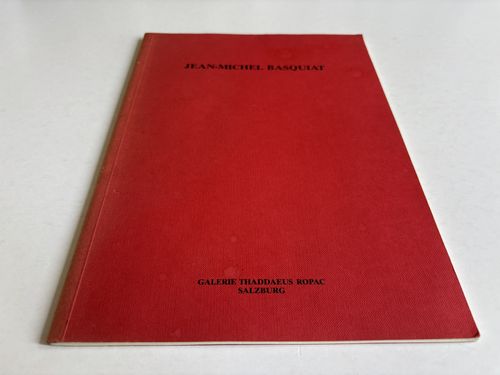 JEAN-MICHEL BASQUIAT
GALERIE THADDAEUS ROPAC
SALZBURG